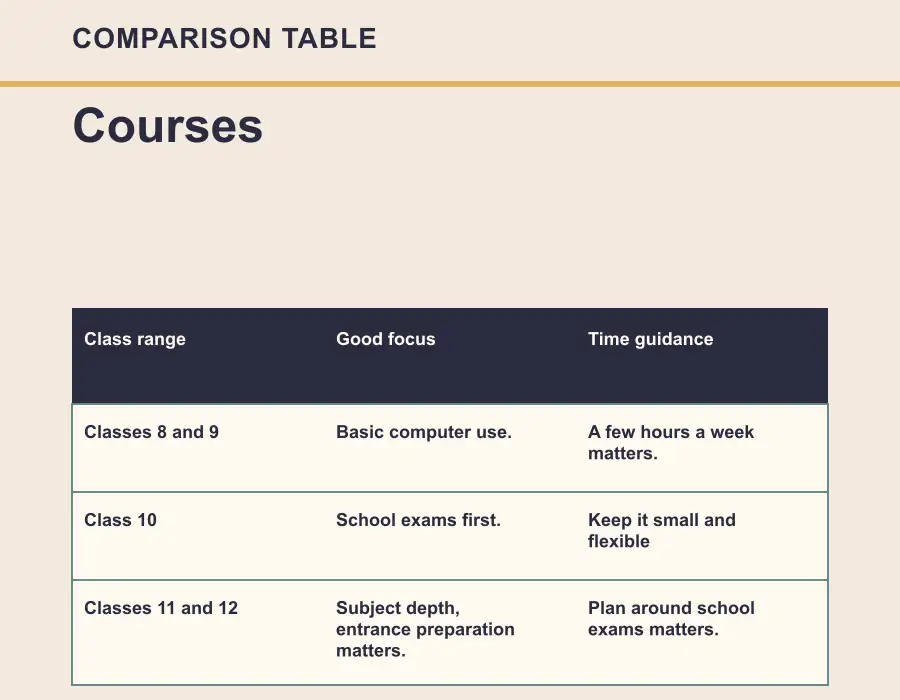 COMPARISON TABLE
Courses
Class range
Good focus
Time guidance
Classes 8 and 9
Basic computer use.
A few hours a week
matters.
Class 10
School exams first.
Keep it small and
flexible
Classes 11 and 12
Subject depth,
entrance preparation
matters.
Plan around school
exams matters.